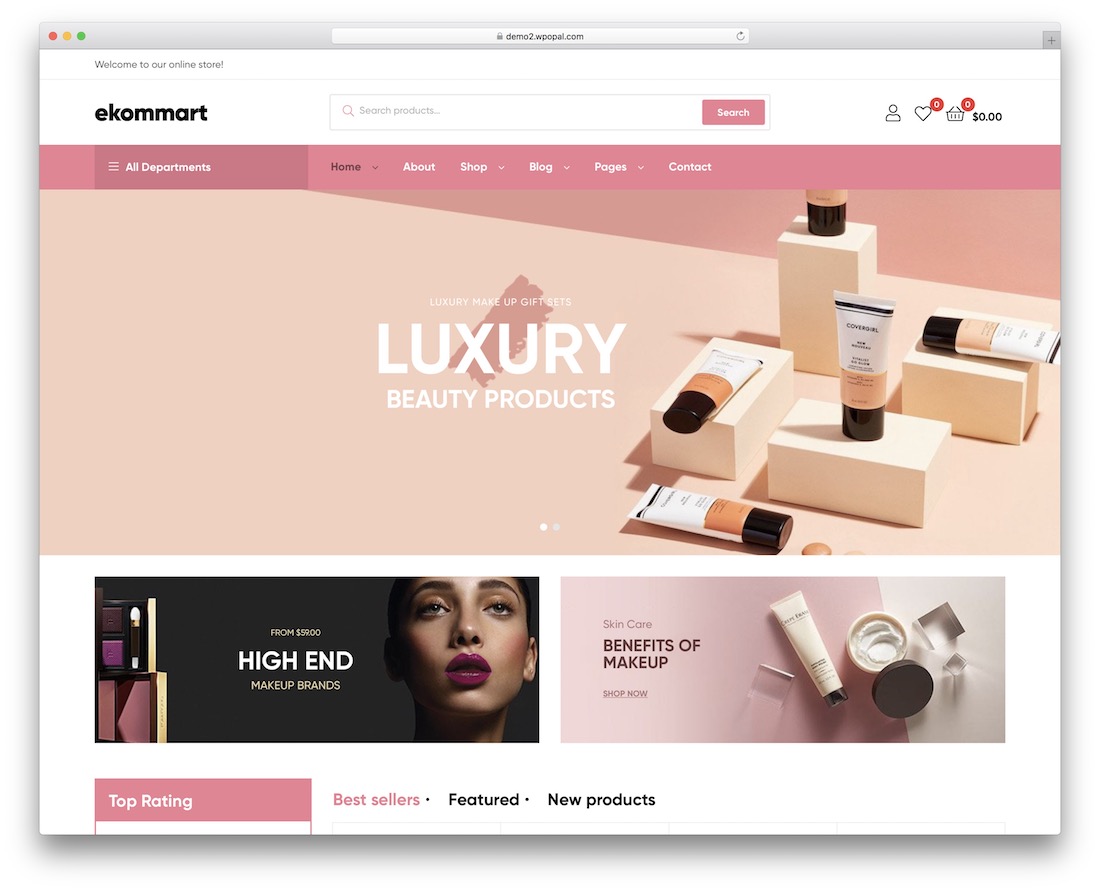 demo2.wpopal.com
Welcome to our online store!
ekommart
Search products...
Search
0
0
$0.00
All Departments
Home
About
Shop
Blog
Pages
Contact
LUXURY MAKE UP GIFT SETS
LUXURY
BEAUTY PRODUCTS
COVERGIRL
FROM $59.00
HIGH END
MAKEUP BRANDS
Skin Care
BENEFITS OF
MAKEUP
SHOP NOW
Top Rating
Best sellers ·
Featured ·
New products